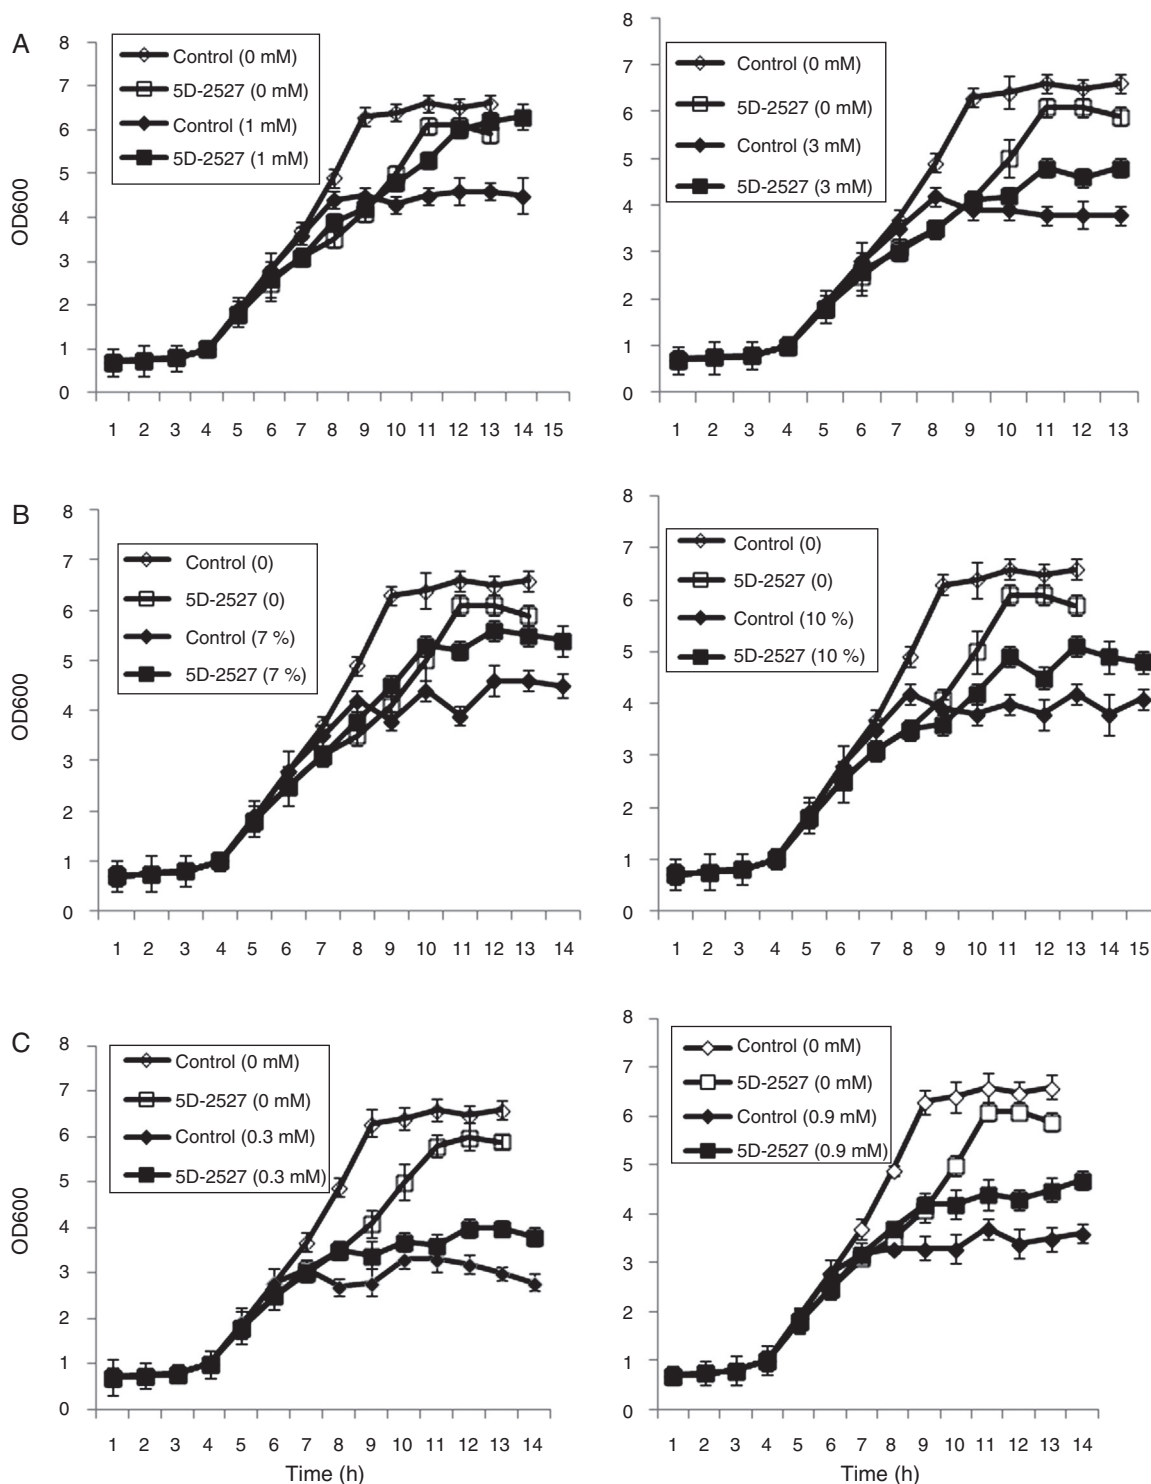 A
8
7
6
5
4
3
2
1
0
OD600
Control (0 mM)
5D-2527 (0 mM)
Control (1 mM)
5D-2527 (1 mM)
1 2 3 4 5 6 7 8 9 10 11 12 13 14 15
8
7
6
5
4
3
2
1
0
Control (0 mM)
5D-2527 (0 mM)
Control (3 mM)
5D-2527 (3 mM)
1 2 3 4 5 6 7 8 9 10 11 12 13
B
8
7
6
5
4
3
2
1
0
OD600
Control (0)
5D-2527 (0)
Control (7 %)
5D-2527 (7 %)
1 2 3 4 5 6 7 8 9 10 11 12 13 14
8
7
6
5
4
3
2
1
0
Control (0)
5D-2527 (0)
Control (10 %)
5D-2527 (10 %)
1 2 3 4 5 6 7 8 9 10 11 12 13 14 15
C
8
7
6
5
4
3
2
1
0
OD600
Control (0 mM)
5D-2527 (0 mM)
Control (0.3 mM)
5D-2527 (0.3 mM)
1 2 3 4 5 6 7 8 9 10 11 12 13 14
Time (h)
8
7
6
5
4
3
2
1
0
Control (0 mM)
5D-2527 (0 mM)
Control (0.9 mM)
5D-2527 (0.9 mM)
1 2 3 4 5 6 7 8 9 10 11 12 13 14
Time (h)